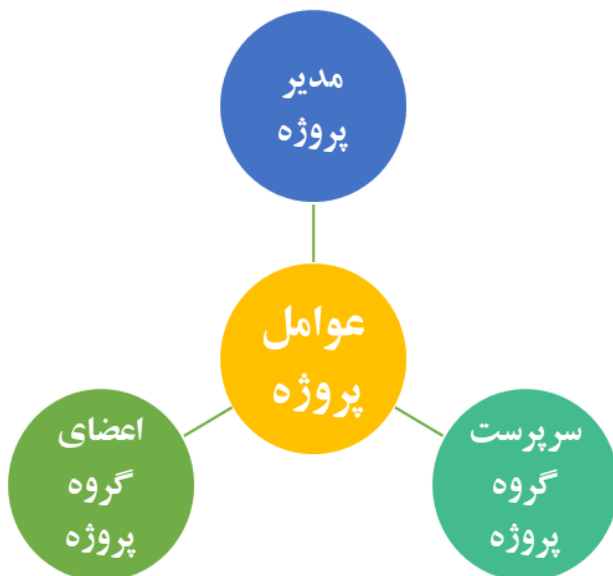 مدیر
پروژه
عوامل
پروژه
اعضای
گروه
پروژه
سرپرست
گروه
پروژه